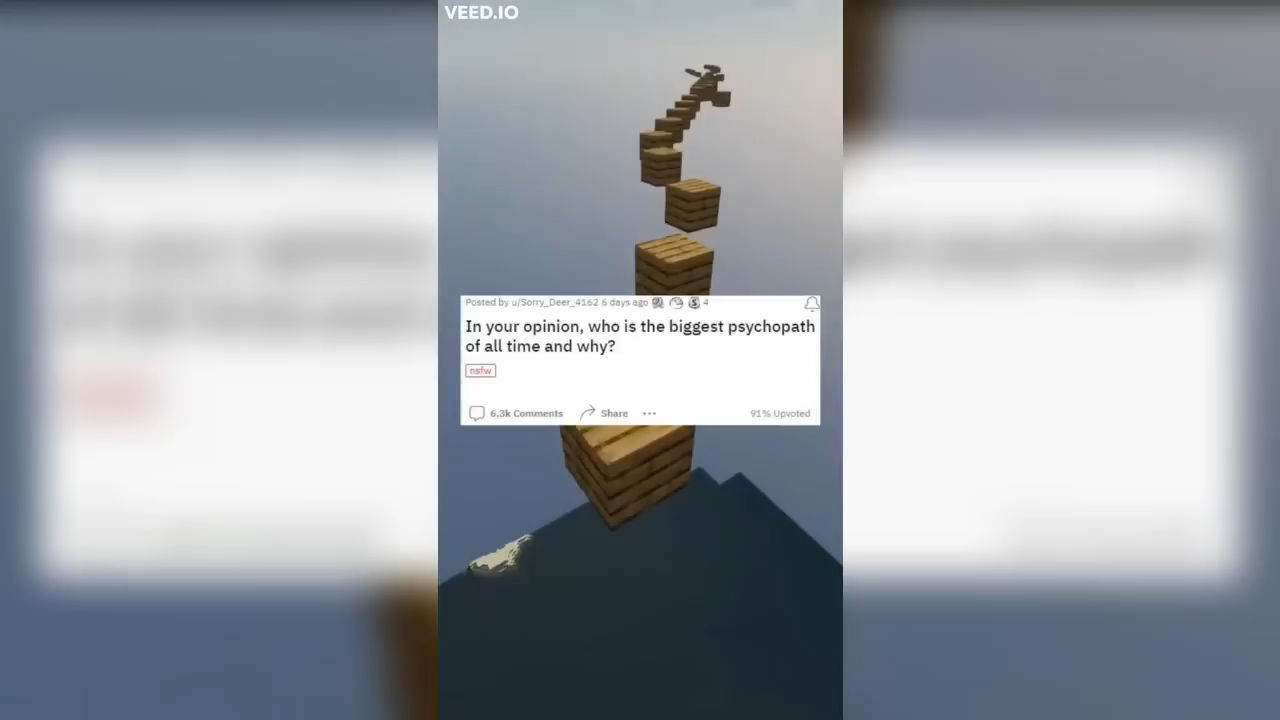 VEED.IO
Posted by u/Sorry_Deer_4162 6 days ago 4
In your opinion, who is the biggest psychopath
of all time and why?
nsfw
6.3k Comments Share ••• 91% Upvoted